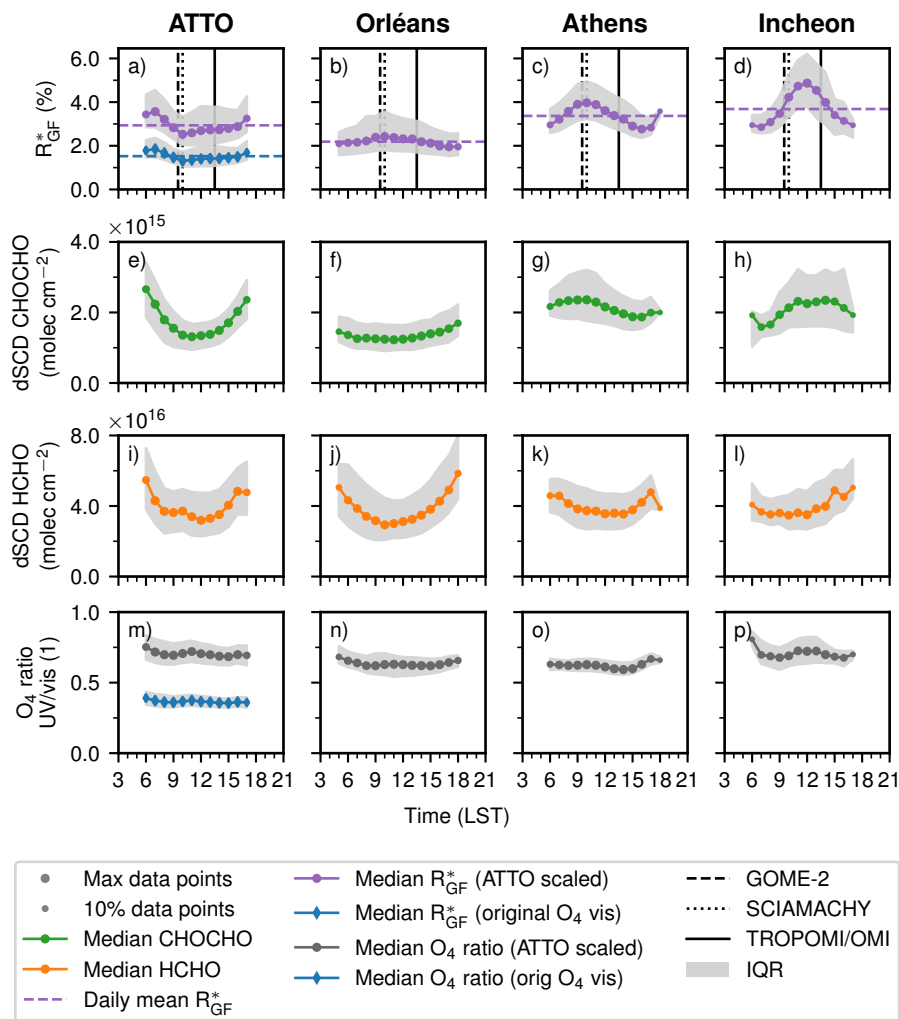 ATTO Orléans Athens Incheon
R*GF (%)
6.0
4.0
2.0
0.0
a) b) c) d)
×10^15
dSCD CHOCHO
(molec cm−2)
4.0
2.0
0.0
e) f) g) h)
×10^16
dSCD HCHO
(molec cm−2)
8.0
4.0
0.0
i) j) k) l)
O4 ratio
UV/vis (1)
1.0
0.5
0.0
m) n) o) p)
3 6 9 12 15 18 21 3 6 9 12 15 18 21 3 6 9 12 15 18 21 3 6 9 12 15 18 21
Time (LST)
Max data points
10% data points
Median CHOCHO
Median HCHO
Daily mean R*GF
Median R*GF (ATTO scaled)
Median R*GF (original O4 vis)
Median O4 ratio (ATTO scaled)
Median O4 ratio (orig O4 vis)
GOME-2
SCIAMACHY
TROPOMI/OMI
IQR